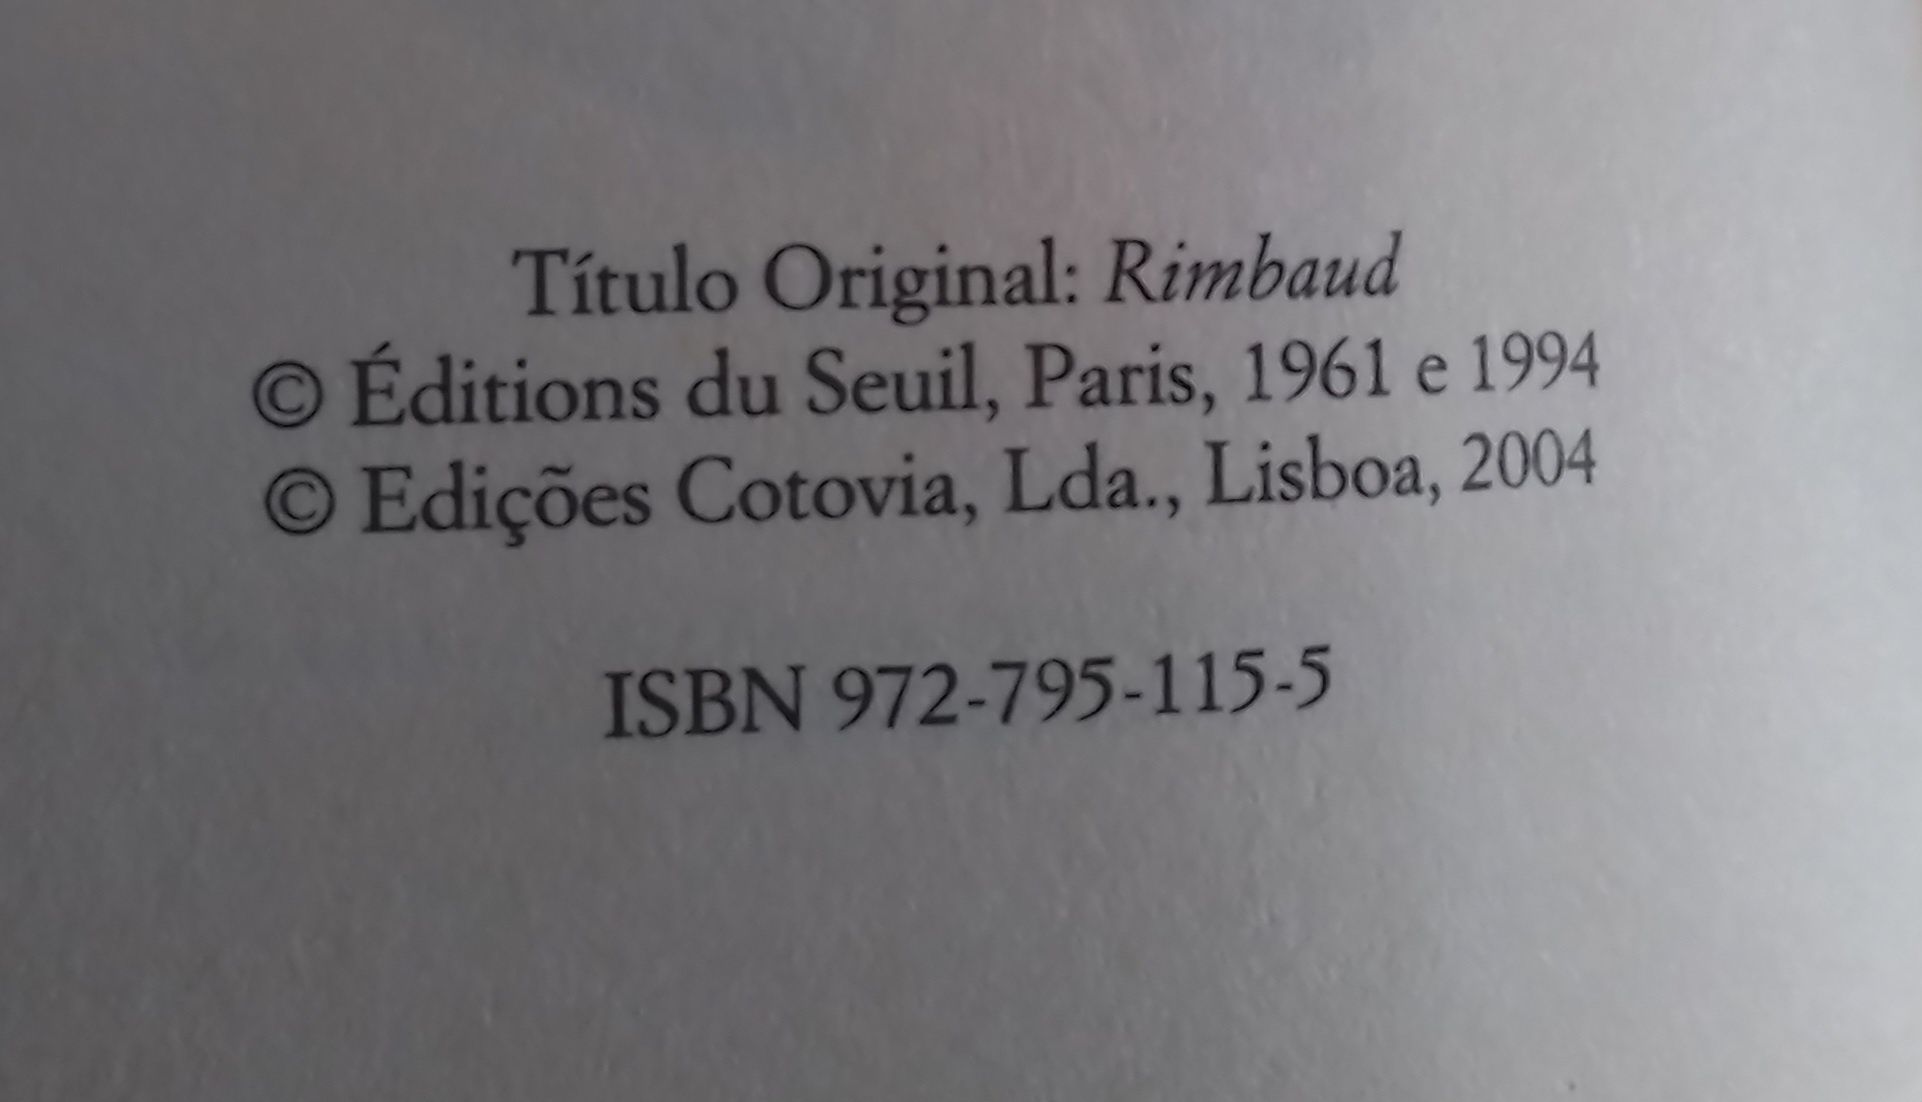 Título Original: Rimbaud
© Éditions du Seuil, Paris, 1961 e 1994
© Edições Cotovia, Lda., Lisboa, 2004
ISBN 972-795-115-5